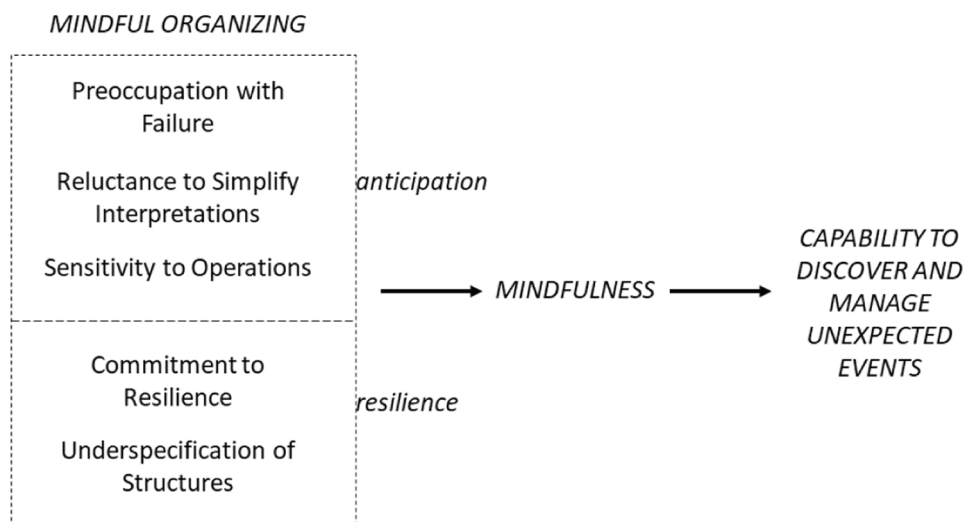 MINDFUL ORGANIZING
Preoccupation with
Failure
Reluctance to Simplify
Interpretations
anticipation
Sensitivity to Operations
Commitment to
Resilience
resilience
Underspecification of
Structures
MINDFULNESS
CAPABILITY TO
DISCOVER AND
MANAGE
UNEXPECTED
EVENTS